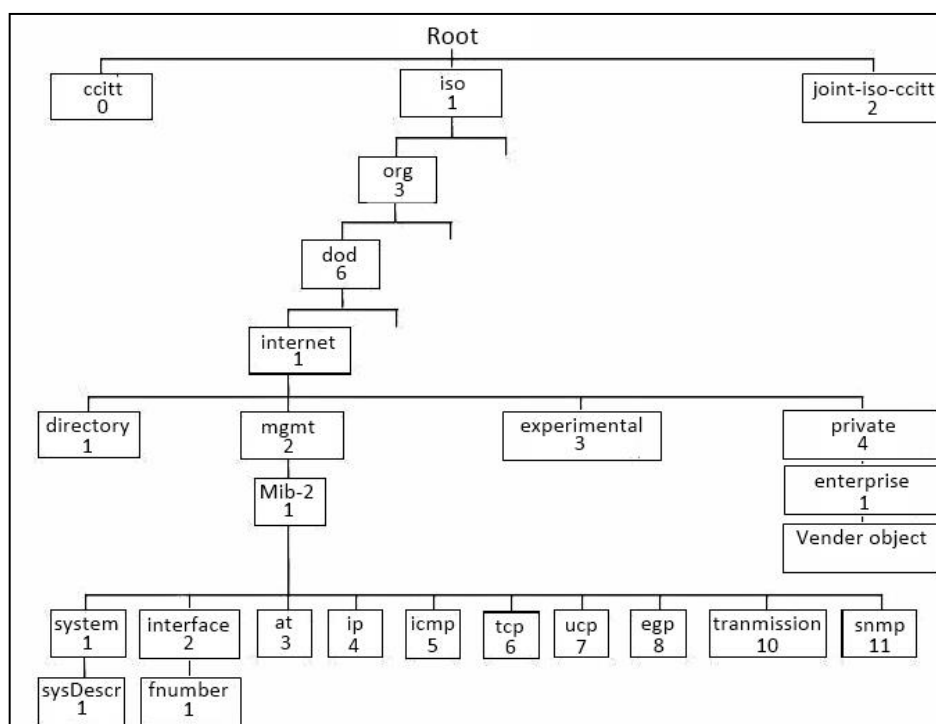 Root
ccitt
0
iso
1
joint-iso-ccitt
2
org
3
dod
6
internet
1
directory
1
mgmt
2
experimental
3
private
4
Mib-2
1
enterprise
1
Vender object
system
1
interface
2
at
3
ip
4
icmp
5
tcp
6
ucp
7
egp
8
tranmission
10
snmp
11
sysDescr
1
fnumber
1